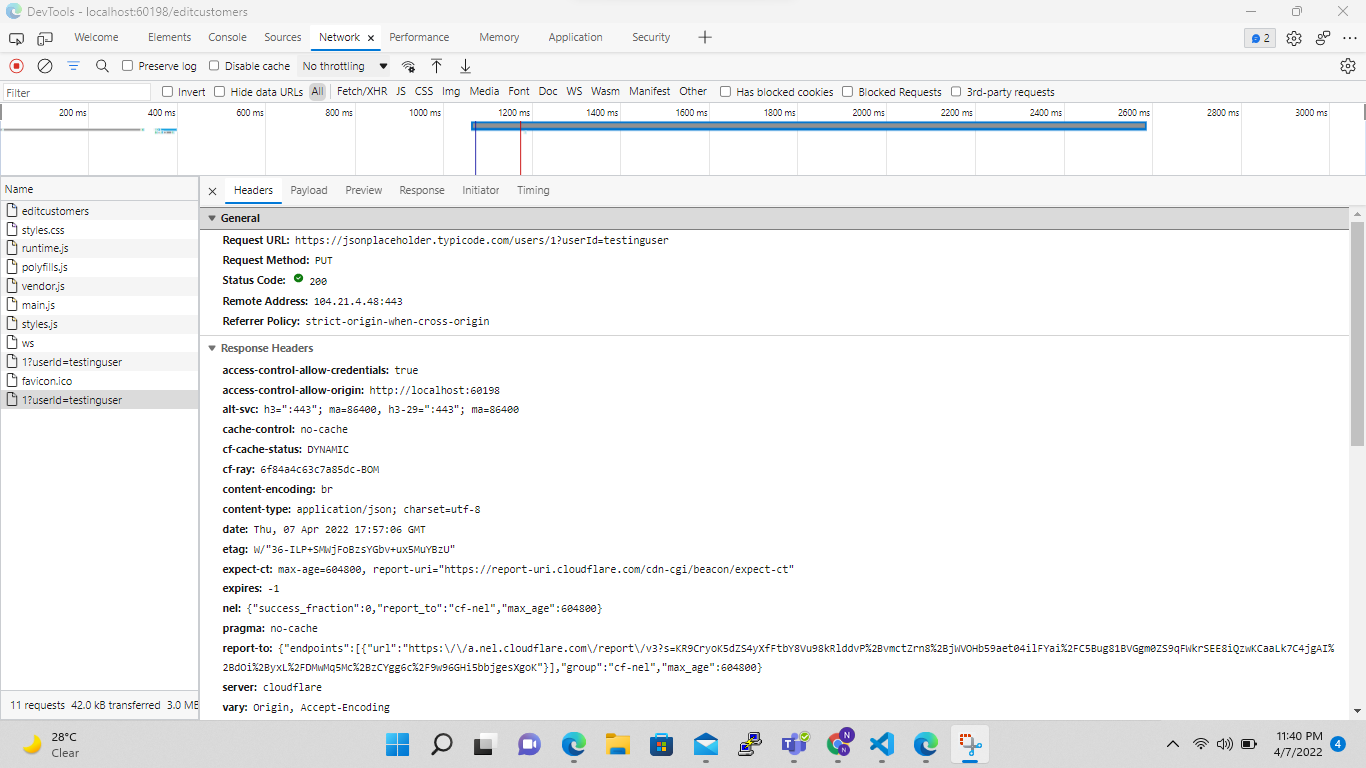 DevTools - localhost:60198/editcustomers
Welcome Elements Console Sources Network Performance Memory Application Security 2
Preserve log Disable cache No throttling
Filter Invert Hide data URLs All Fetch/XHR JS CSS Img Media Font Doc WS Wasm Manifest Other Has blocked cookies Blocked Requests 3rd-party requests
200 ms 400 ms 600 ms 800 ms 1000 ms 1200 ms 1400 ms 1600 ms 1800 ms 2000 ms 2200 ms 2400 ms 2600 ms 2800 ms 3000 ms
Name
editcustomers
styles.css
runtime.js
polyfills.js
vendor.js
main.js
styles.js
ws
1?userId=testinguser
favicon.ico
1?userId=testinguser
11 requests 42.0 kB transferred 3.0 ME
Headers Payload Preview Response Initiator Timing
General
Request URL: https://jsonplaceholder.typicode.com/users/1?userId=testinguser
Request Method: PUT
Status Code: 200
Remote Address: 104.21.4.48:443
Referrer Policy: strict-origin-when-cross-origin
Response Headers
access-control-allow-credentials: true
access-control-allow-origin: http://localhost:60198
alt-svc: h3=":443"; ma=86400, h3-29=":443"; ma=86400
cache-control: no-cache
cf-cache-status: DYNAMIC
cf-ray: 6f84a4c63c7a85dc-BOM
content-encoding: br
content-type: application/json; charset=utf-8
date: Thu, 07 Apr 2022 17:57:06 GMT
etag: W/"36-ILP+SMWjFoBzsYGbv+ux5MuYBzU"
expect-ct: max-age=604800, report-uri="https://report-uri.cloudflare.com/cdn-cgi/beacon/expect-ct"
expires: -1
nel: {"success_fraction":0,"report_to":"cf-nel","max_age":604800}
pragma: no-cache
report-to: {"endpoints":[{"url":"https:\/\/a.nel.cloudflare.com\/report\/v3?s=KR9CryoK5dZS4yXfFtbY8Vu98kRlddvP%2BvmctZrn8%2BjWVOHb59aet04ilFYai%2FC5Bug81BVGgm0ZS9qFWkrSEE8iQzwKCaaLk7C4jgAI%
2BdOi%2ByxL%2FDMwMq5Mc%2BzCYgg6c%2F9w96GHi5bbjgesXgoK"}],"group":"cf-nel","max_age":604800}
server: cloudflare
vary: Origin, Accept-Encoding
28°C
Clear
N
N
11:40 PM
4/7/2022
4